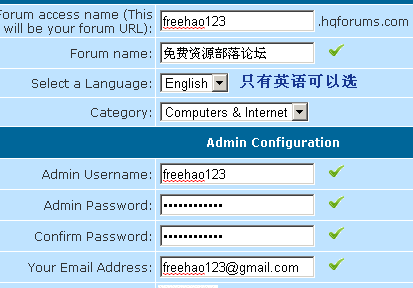 Forum access name (This will be your forum URL): freehao123 .hqforums.com
Forum name: 免费资源部落论坛
Select a Language: English 只有英语可以选
Category: Computers & Internet
Admin Configuration
Admin Username: freehao123
Admin Password: ••••••••••••
Confirm Password: ••••••••••••
Your Email Address: freehao123@gmail.com